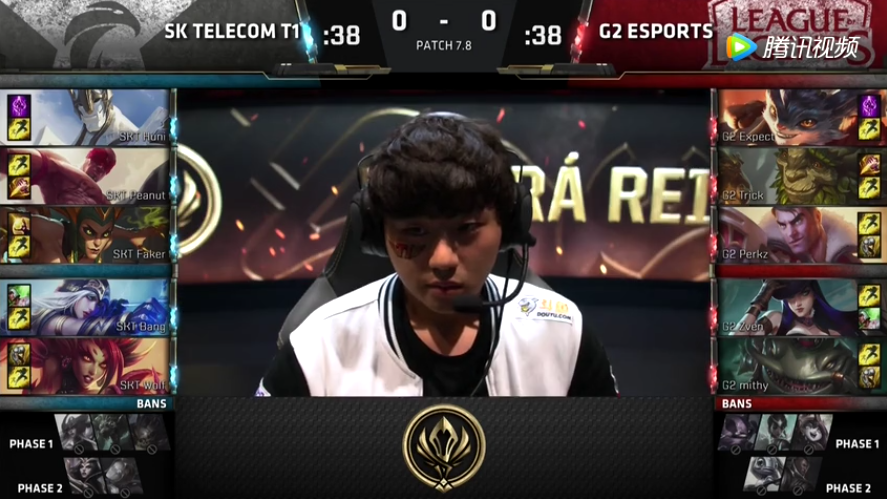 SK TELECOM T1
:38
0 - 0
PATCH 7.8
:38
G2 ESPORTS
LEAGUE
腾讯视频
SKT Huni
SKT Peanut
SKT Faker
SKT Bang
SKT Wolf
G2 Expect
G2 Trick
G2 Perkz
G2 Zven
G2 mithy
RÁ REI
DOUYU.COM
BANS
PHASE 1
PHASE 2
BANS
PHASE 1
PHASE 2